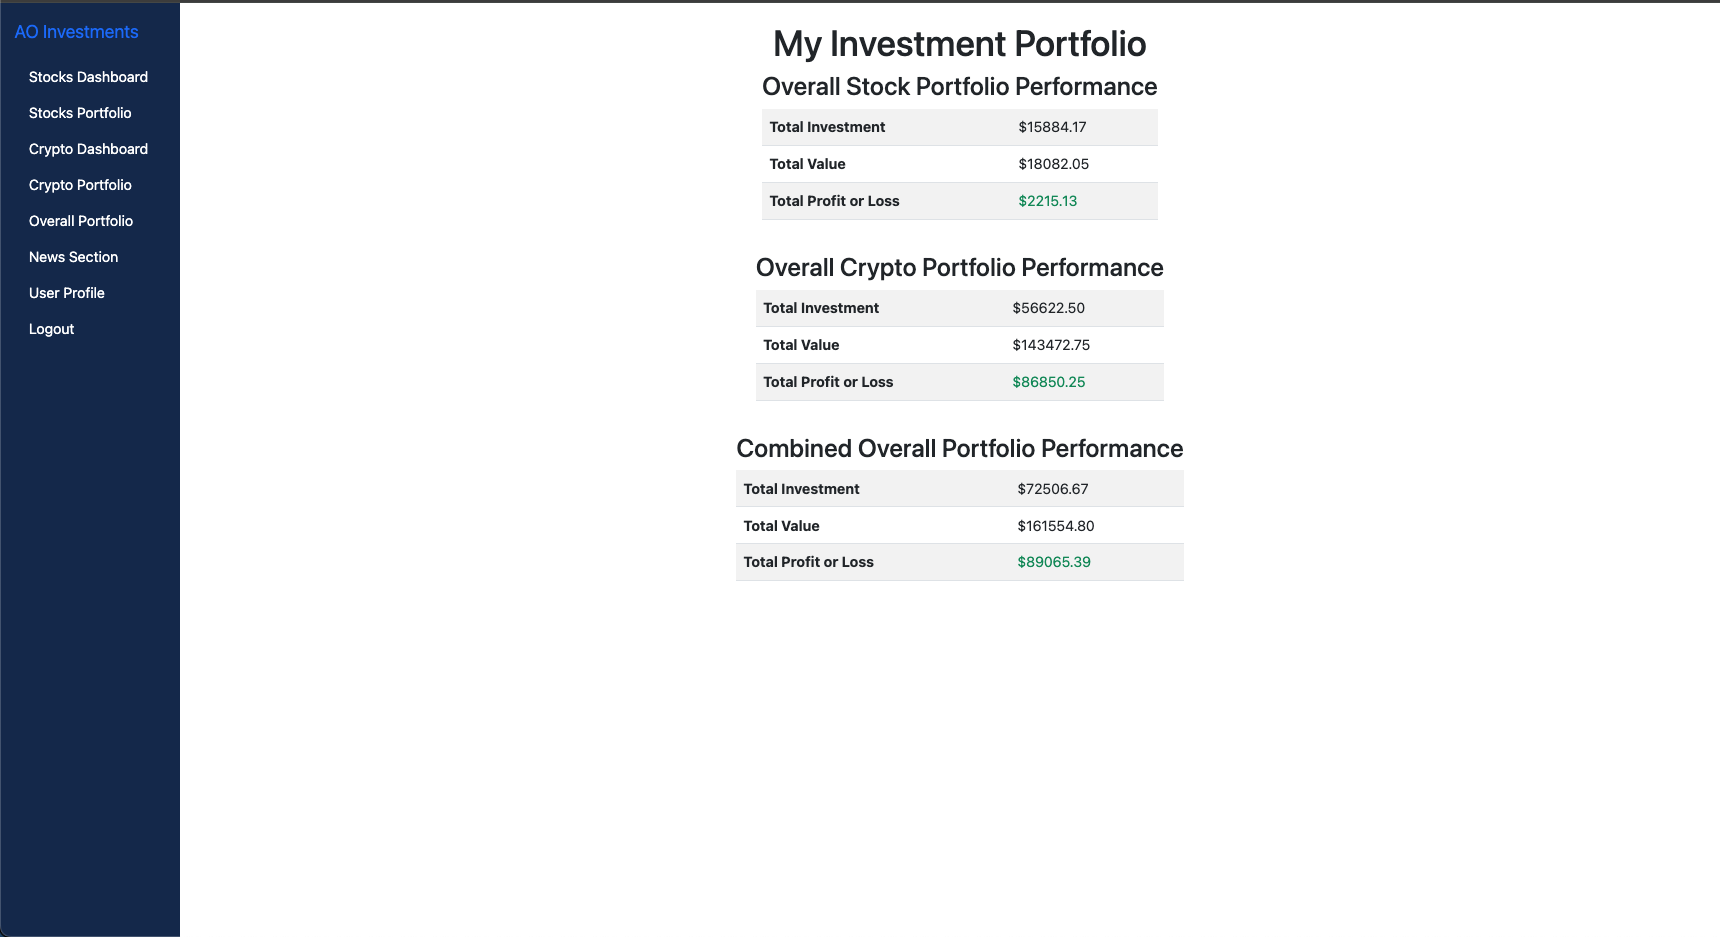 AO Investments
Stocks Dashboard
Stocks Portfolio
Crypto Dashboard
Crypto Portfolio
Overall Portfolio
News Section
User Profile
Logout
My Investment Portfolio
Overall Stock Portfolio Performance
Total Investment $15884.17
Total Value $18082.05
Total Profit or Loss $2215.13
Overall Crypto Portfolio Performance
Total Investment $56622.50
Total Value $143472.75
Total Profit or Loss $86850.25
Combined Overall Portfolio Performance
Total Investment $72506.67
Total Value $161554.80
Total Profit or Loss $89065.39